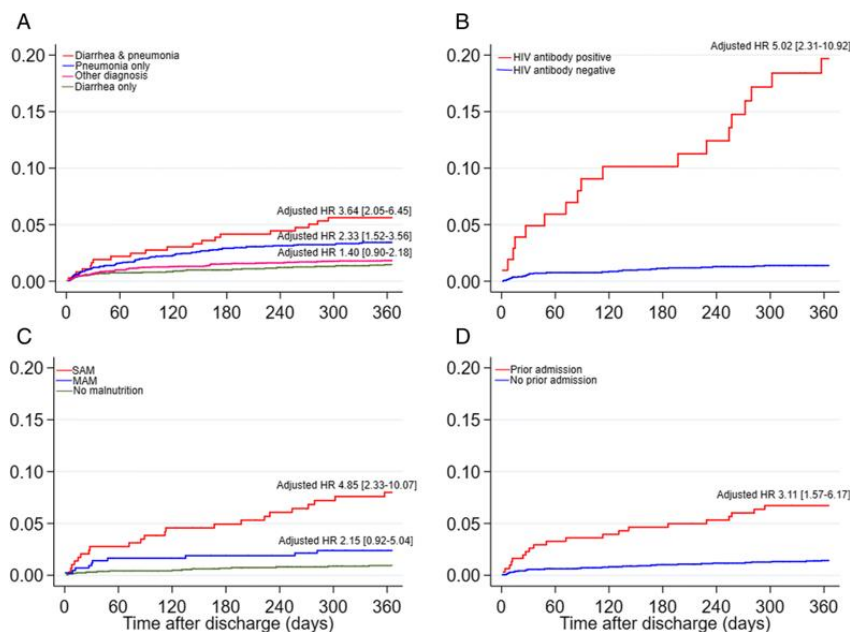 A
Diarrhea & pneumonia
Pneumonia only
Other diagnosis
Diarrhea only
0.20
0.15
0.10
0.05
0.00
Adjusted HR 3.64 [2.05-6.45]
Adjusted HR 2.33 [1.52-3.56]
Adjusted HR 1.40 [0.90-2.18]
0 60 120 180 240 300 360
B
Adjusted HR 5.02 [2.31-10.92]
HIV antibody positive
HIV antibody negative
0.20
0.15
0.10
0.05
0.00
0 60 120 180 240 300 360
C
SAM
MAM
No malnutrition
0.20
0.15
0.10
0.05
0.00
Adjusted HR 4.85 [2.33-10.07]
Adjusted HR 2.15 [0.92-5.04]
0 60 120 180 240 300 360
Time after discharge (days)
D
Prior admission
No prior admission
0.20
0.15
0.10
0.05
0.00
Adjusted HR 3.11 [1.57-6.17]
0 60 120 180 240 300 360
Time after discharge (days)